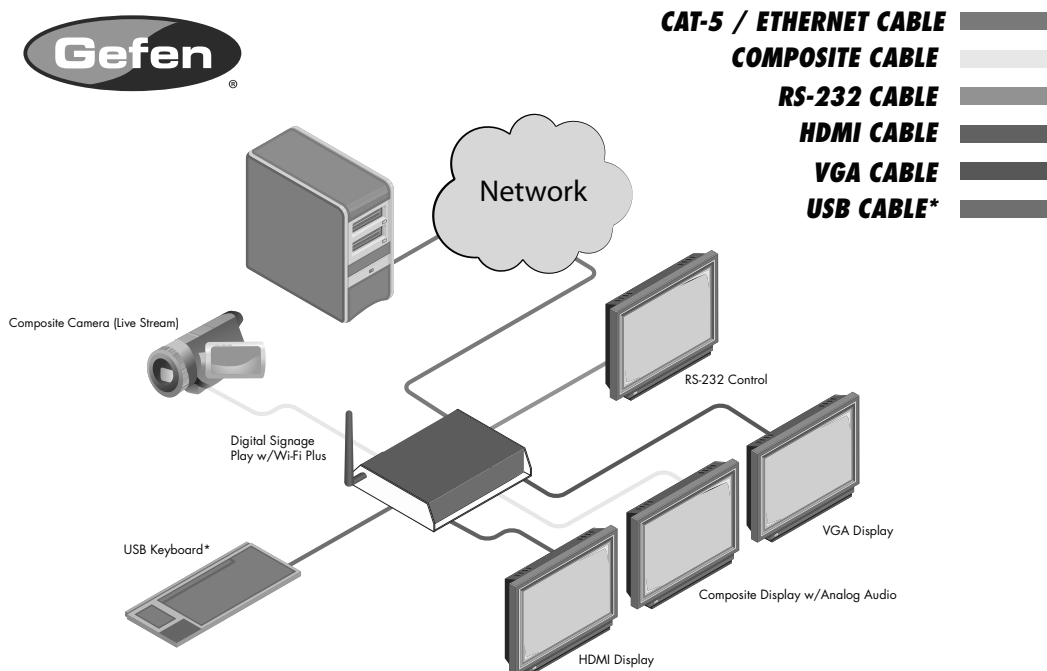 Gefen
®
CAT-5 / ETHERNET CABLE
COMPOSITE CABLE
RS-232 CABLE
HDMI CABLE
VGA CABLE
USB CABLE*
Network
Composite Camera (Live Stream)
RS-232 Control
Digital Signage
Play w/Wi-Fi Plus
VGA Display
USB Keyboard*
Composite Display w/Analog Audio
HDMI Display